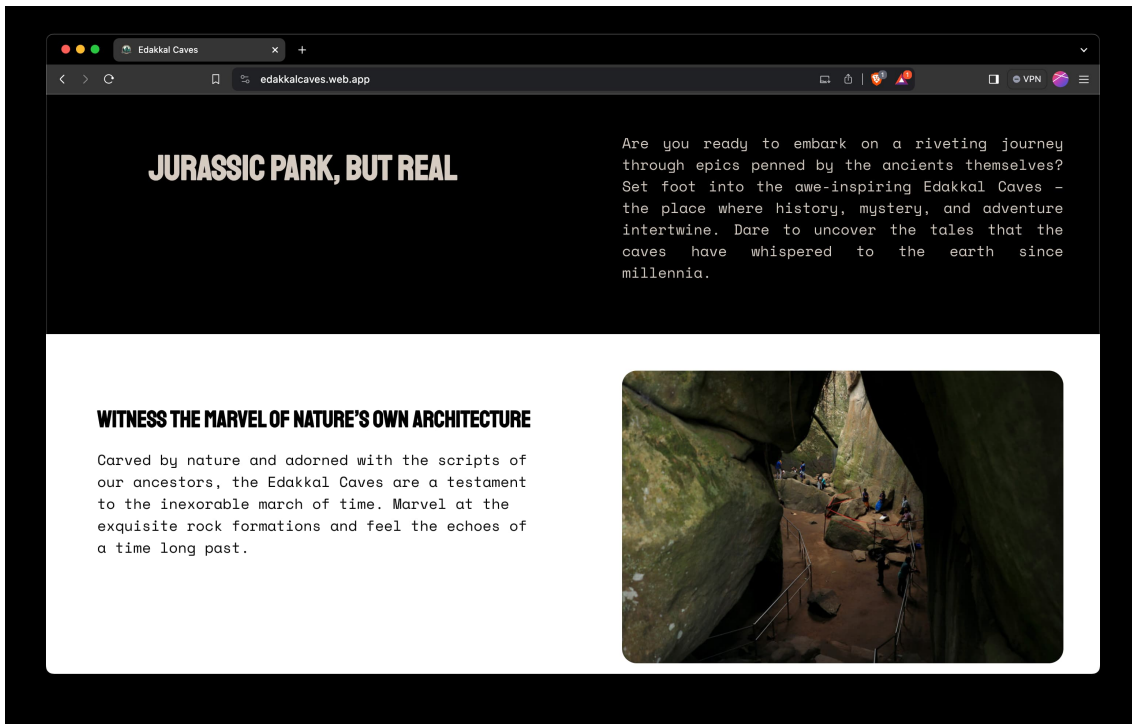 Edakkal Caves
edakkalcaves.web.app
1
1
VPN
JURASSIC PARK, BUT REAL
Are you ready to embark on a riveting journey
through epics penned by the ancients themselves?
Set foot into the awe-inspiring Edakkal Caves –
the place where history, mystery, and adventure
intertwine. Dare to uncover the tales that the
caves have whispered to the earth since
millennia.
WITNESS THE MARVEL OF NATURE'S OWN ARCHITECTURE
Carved by nature and adorned with the scripts of
our ancestors, the Edakkal Caves are a testament
to the inexorable march of time. Marvel at the
exquisite rock formations and feel the echoes of
a time long past.